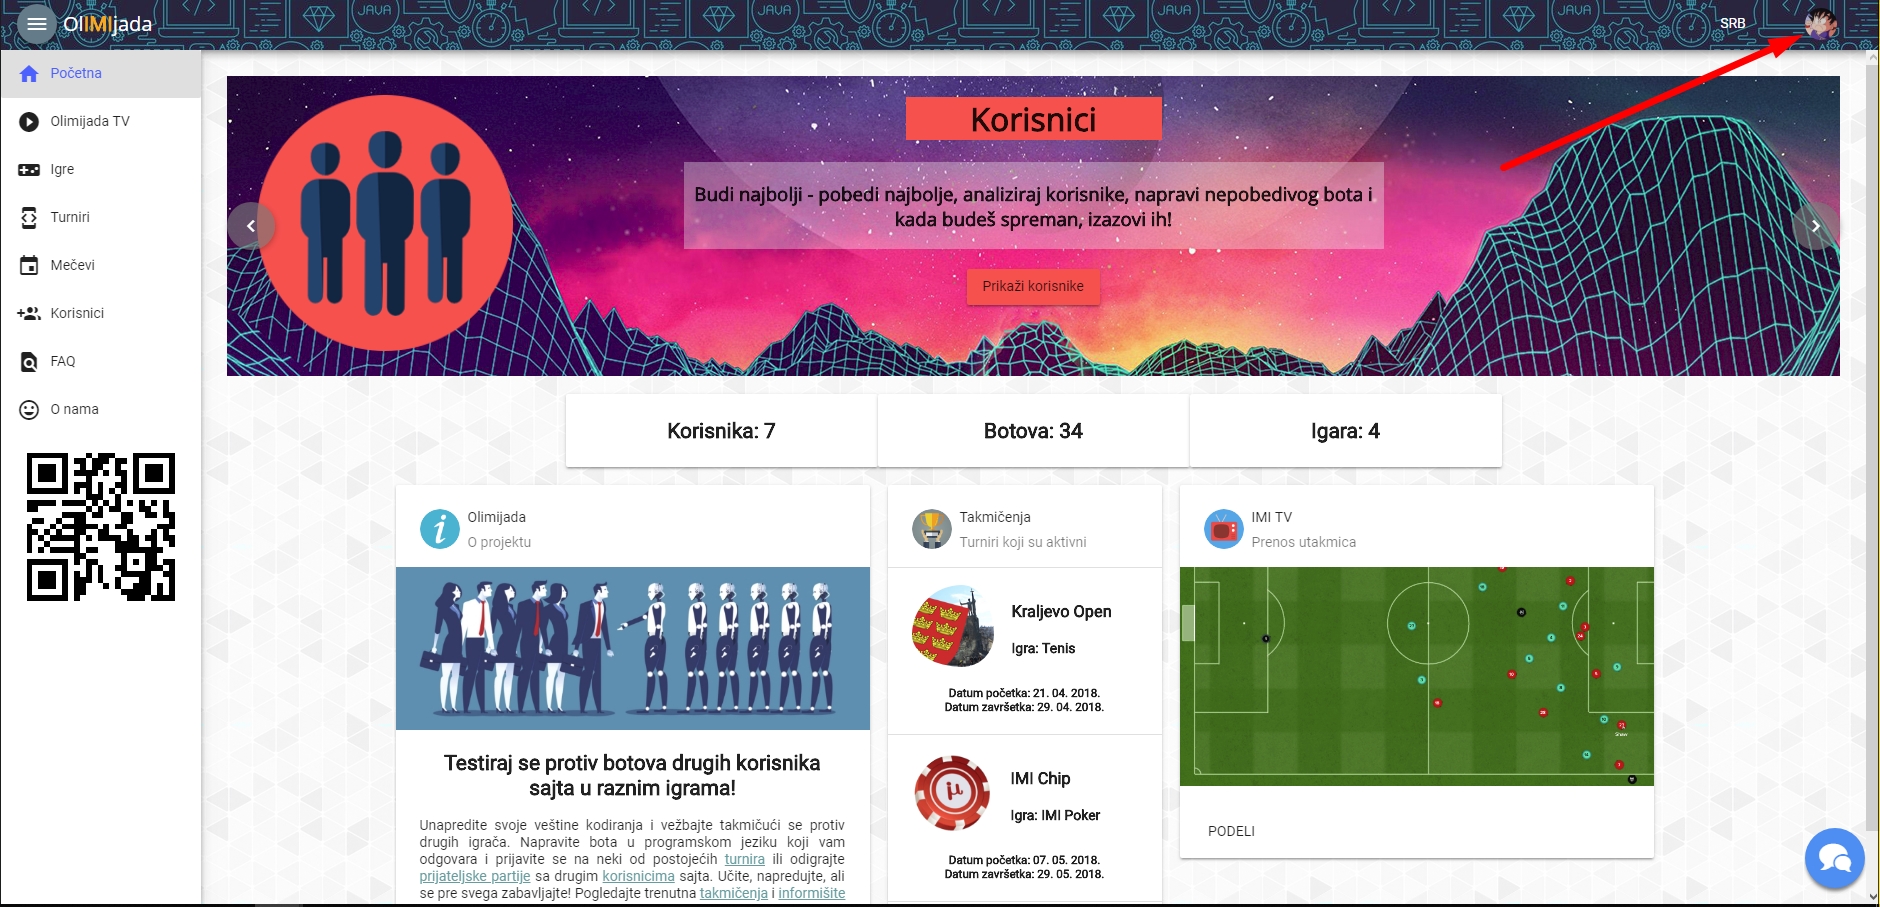 OlIMIjada
SRB
Početna
Olimijada TV
Igre
Turniri
Mečevi
Korisnici
FAQ
O nama
Korisnici
Budi najbolji - pobedi najbolje, analiziraj korisnike, napravi nepobedivog bota i
kada budeš spreman, izazovi ih!
Prikaži korisnike
Korisnika: 7
Botova: 34
Igara: 4
Olimijada
O projektu
Testiraj se protiv botova drugih korisnika
sajta u raznim igrama!
Unapredite svoje veštine kodiranja i vežbajte takmičući se protiv
drugih igrača. Napravite bota u programskom jeziku koji vam
odgovara i prijavite se na neki od postojećih turnira ili odigrajte
prijateljske partije sa drugim korisnicima sajta. Učite, napredujte, ali
se pre svega zabavljajte! Pogledajte trenutna takmičenja i informišite
Takmičenja
Turniri koji su aktivni
Kraljevo Open
Igra: Tenis
Datum početka: 21. 04. 2018.
Datum završetka: 29. 04. 2018.
IMI Chip
Igra: IMI Poker
Datum početka: 07. 05. 2018.
Datum završetka: 29. 05. 2018.
IMI TV
Prenos utakmica
PODELI